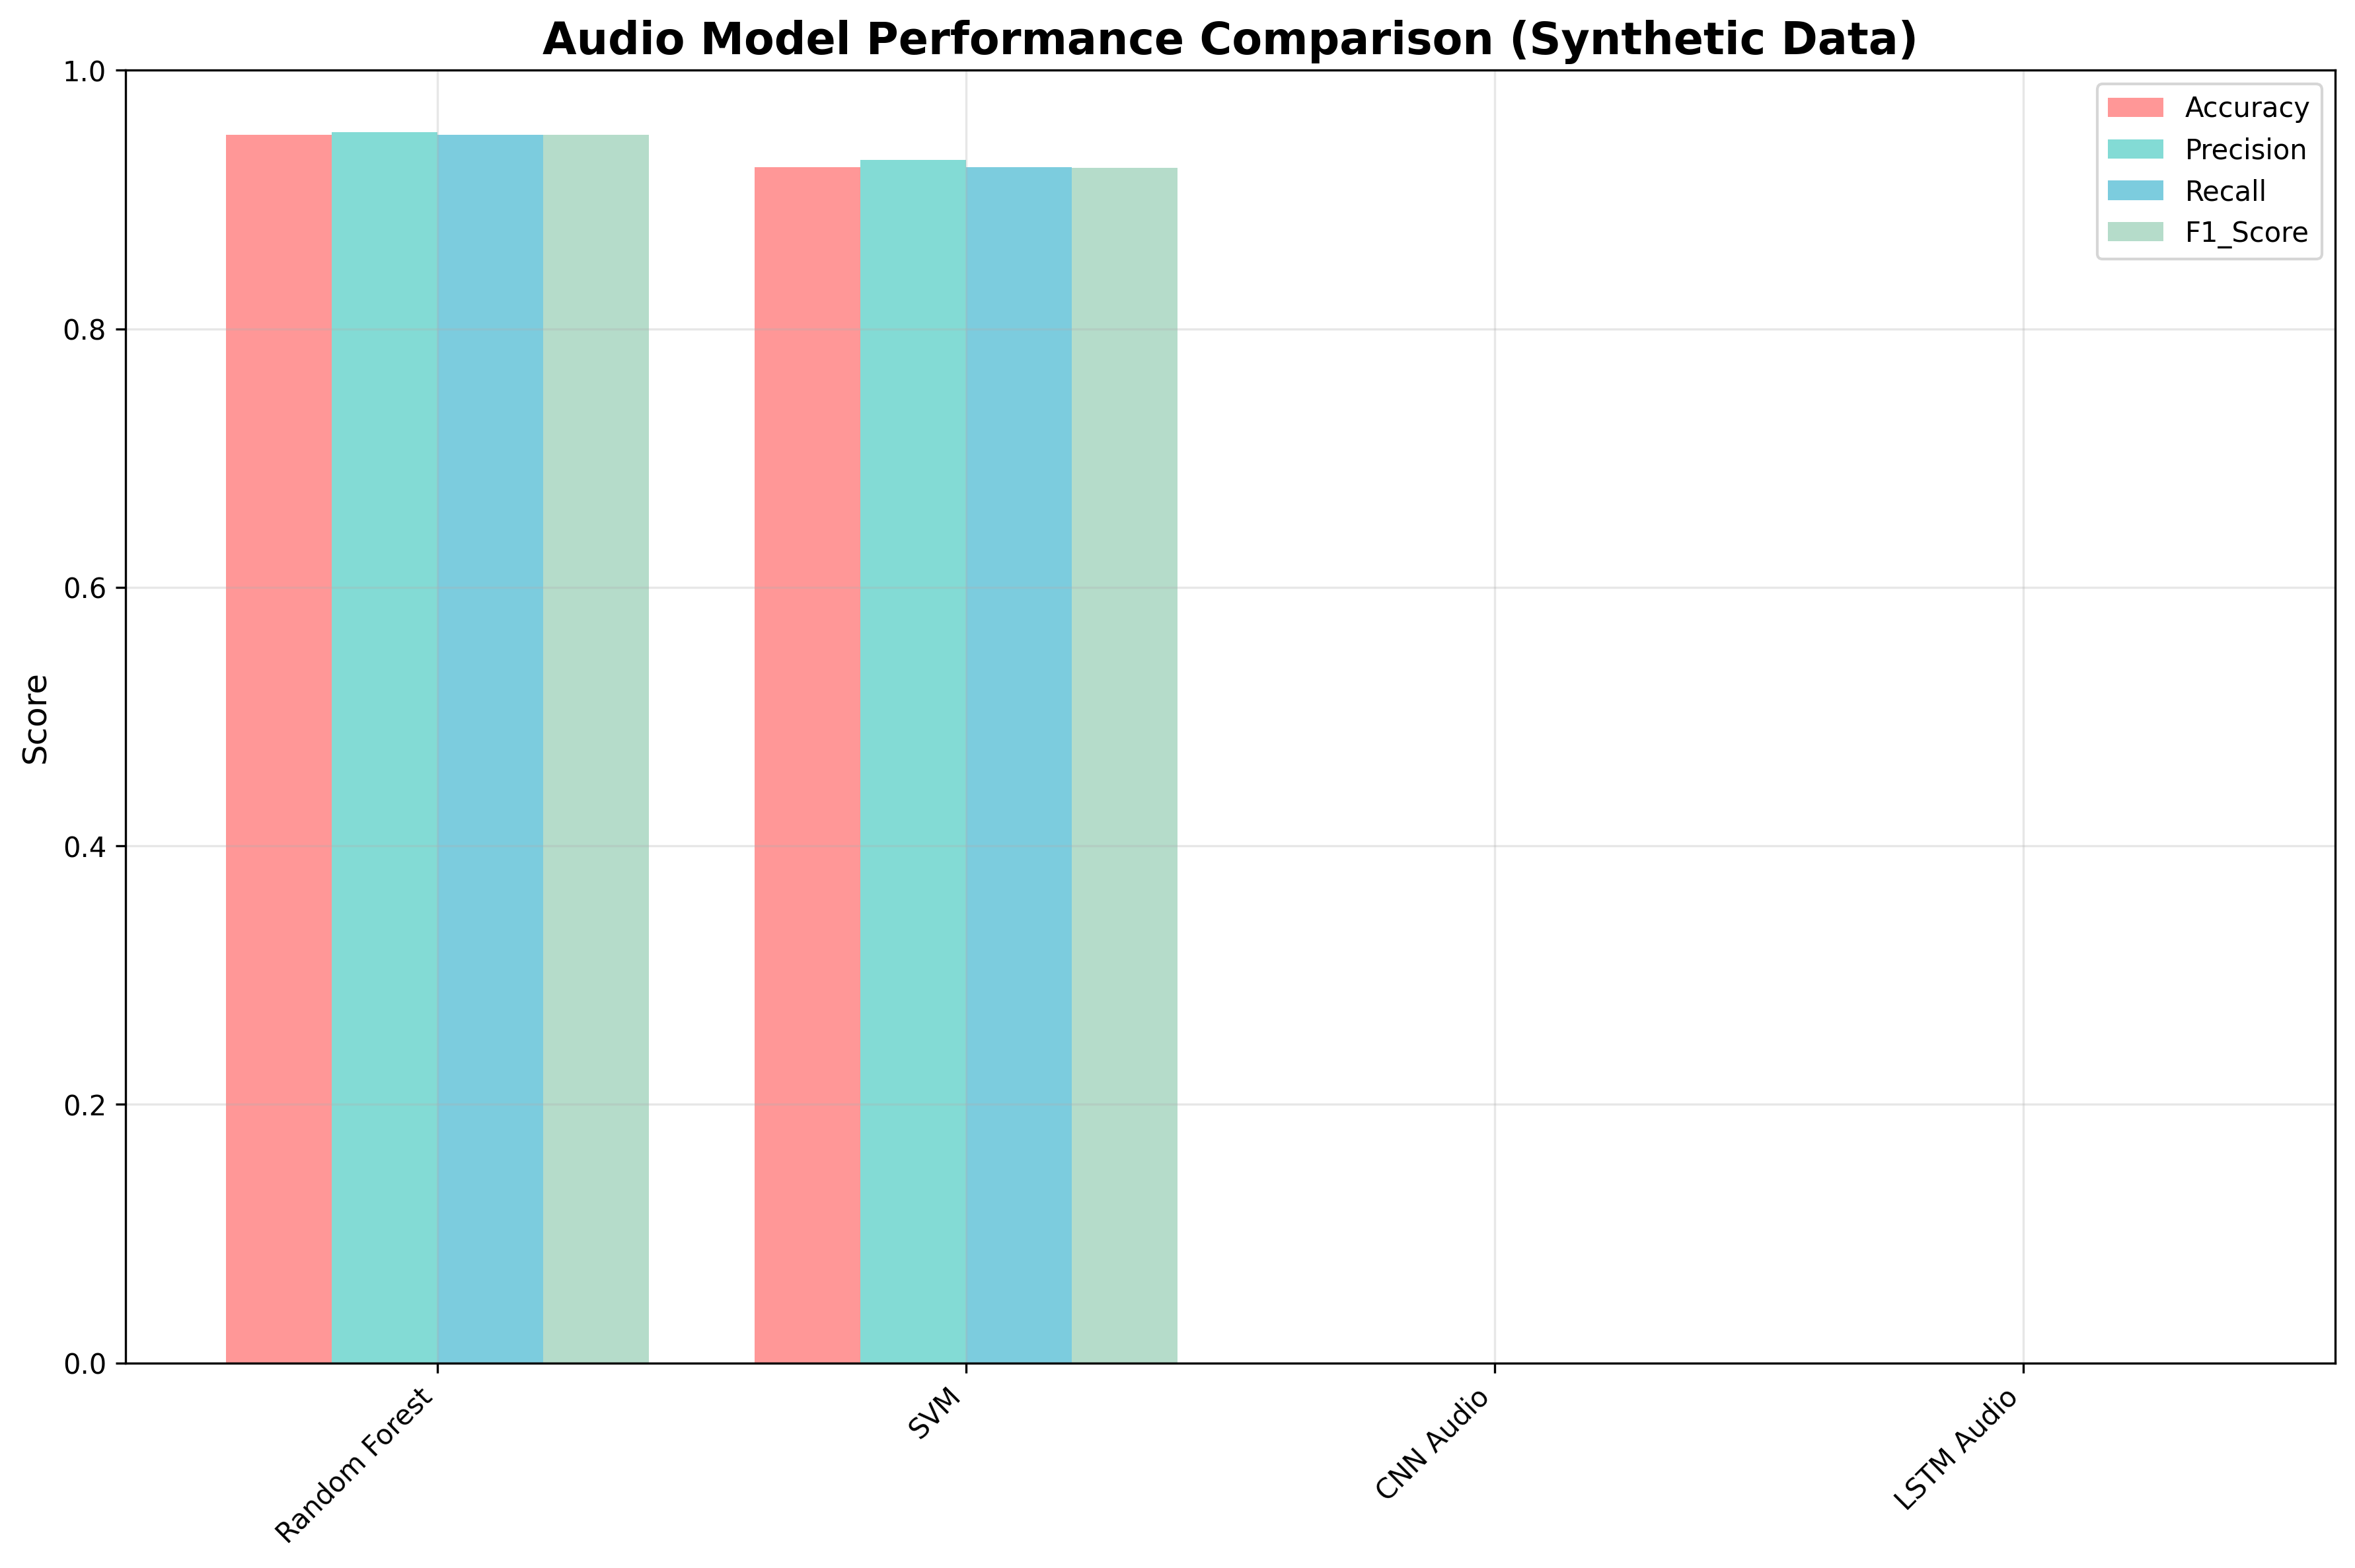 Audio Model Performance Comparison (Synthetic Data)
1.0
0.8
0.6
0.4
0.2
0.0
Score
Accuracy
Precision
Recall
F1_Score
Random Forest
SVM
CNN Audio
LSTM Audio